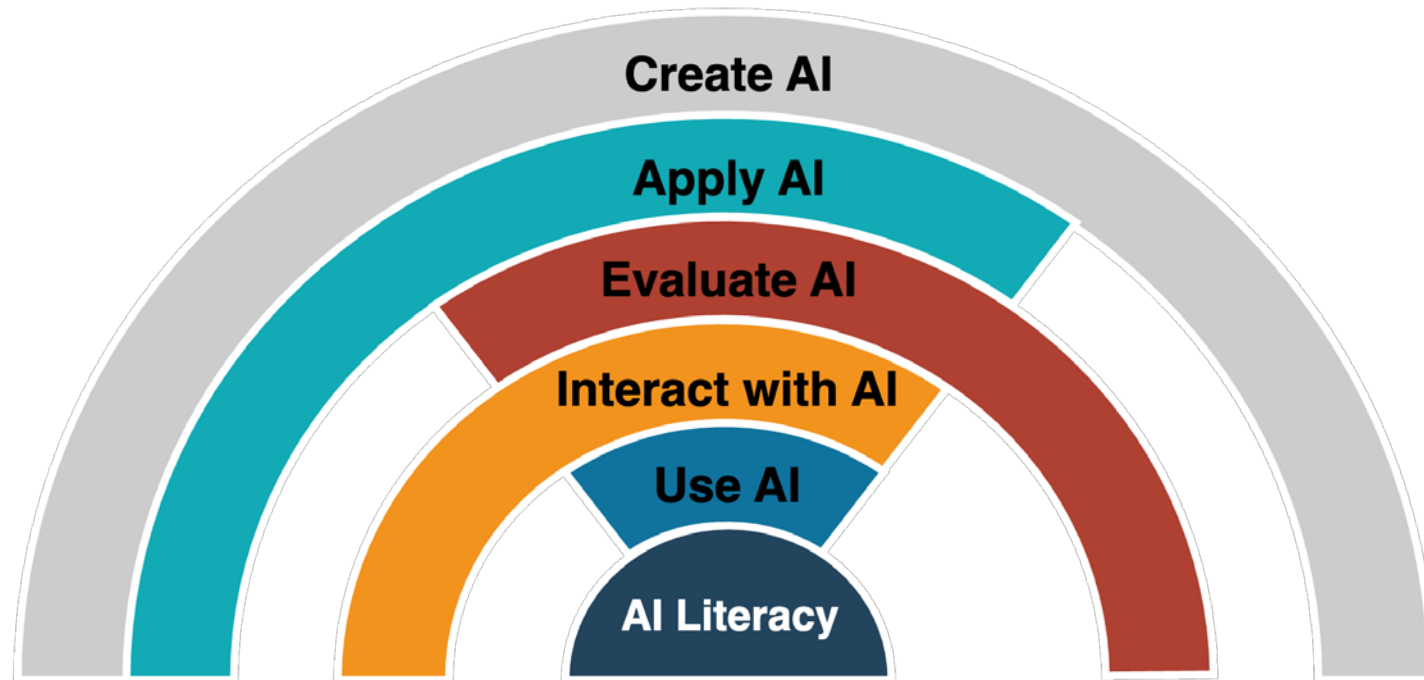 Create AI
Apply AI
Evaluate AI
Interact with AI
Use AI
AI Literacy